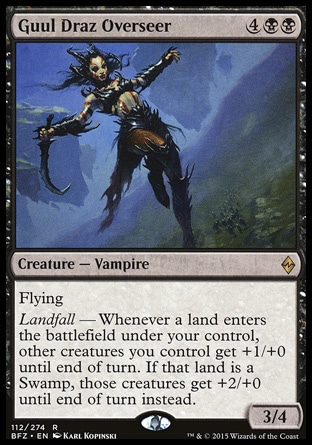 Guul Draz Overseer 4
Creature — Vampire
Flying
Landfall — Whenever a land enters
the battlefield under your control,
other creatures you control get +1/+0
until end of turn. If that land is a
Swamp, those creatures get +2/+0
until end of turn instead.
3/4
112/274 R
BFZ • EN Karl Kopinski
™ & © 2015 Wizards of the Coast